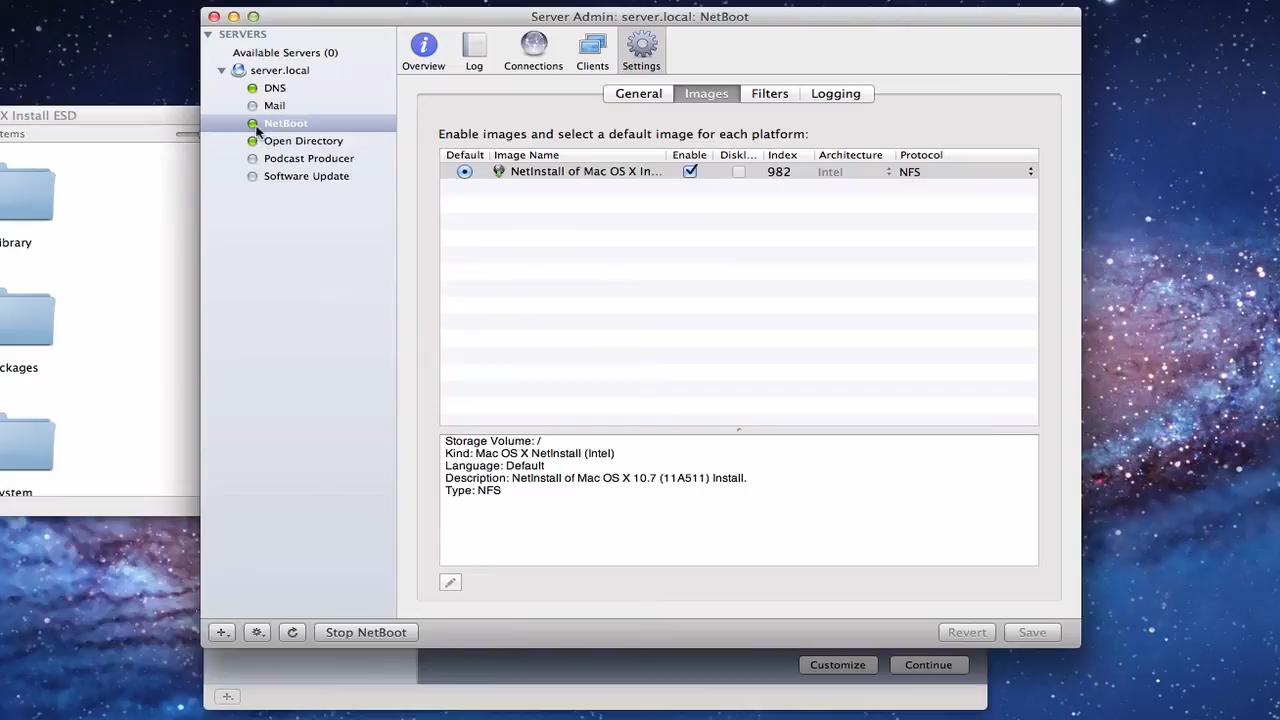 Server Admin: server.local: NetBoot
SERVERS
Available Servers (0)
server.local
DNS
Mail
NetBoot
Open Directory
Podcast Producer
Software Update
Overview
Log
Connections
Clients
Settings
General
Images
Filters
Logging
Enable images and select a default image for each platform:
Default Image Name Enable Diskl... Index Architecture Protocol
NetInstall of Mac OS X In... 982 Intel NFS
Storage Volume: /
Kind: Mac OS X NetInstall (Intel)
Language: Default
Description: NetInstall of Mac OS X 10.7 (11A511) Install.
Type: NFS
Stop NetBoot
Revert
Save
Customize
Continue
X Install ESD
tems
ibrary
ckages
ystem